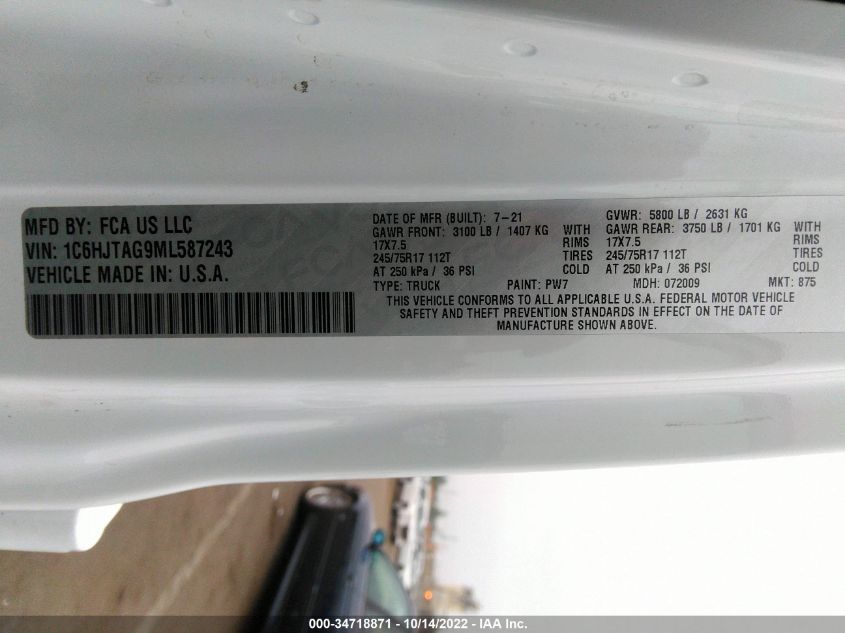 MFD BY: FCA US LLC
VIN: 1C6HJTAG9ML587243
VEHICLE MADE IN: U.S.A.
DATE OF MFR (BUILT): 7-21 GVWR: 5800 LB / 2631 KG
GAWR FRONT: 3100 LB / 1407 KG WITH GAWR REAR: 3750 LB / 1701 KG WITH
17X7.5 RIMS 17X7.5 RIMS
245/75R17 112T TIRES 245/75R17 112T TIRES
AT 250 kPa / 36 PSI COLD AT 250 kPa / 36 PSI COLD
TYPE: TRUCK PAINT: PW7 MDH: 072009 MKT: 875
THIS VEHICLE CONFORMS TO ALL APPLICABLE U.S.A. FEDERAL MOTOR VEHICLE
SAFETY AND THEFT PREVENTION STANDARDS IN EFFECT ON THE DATE OF
MANUFACTURE SHOWN ABOVE.
000-34718871 - 10/14/2022 - IAA Inc.